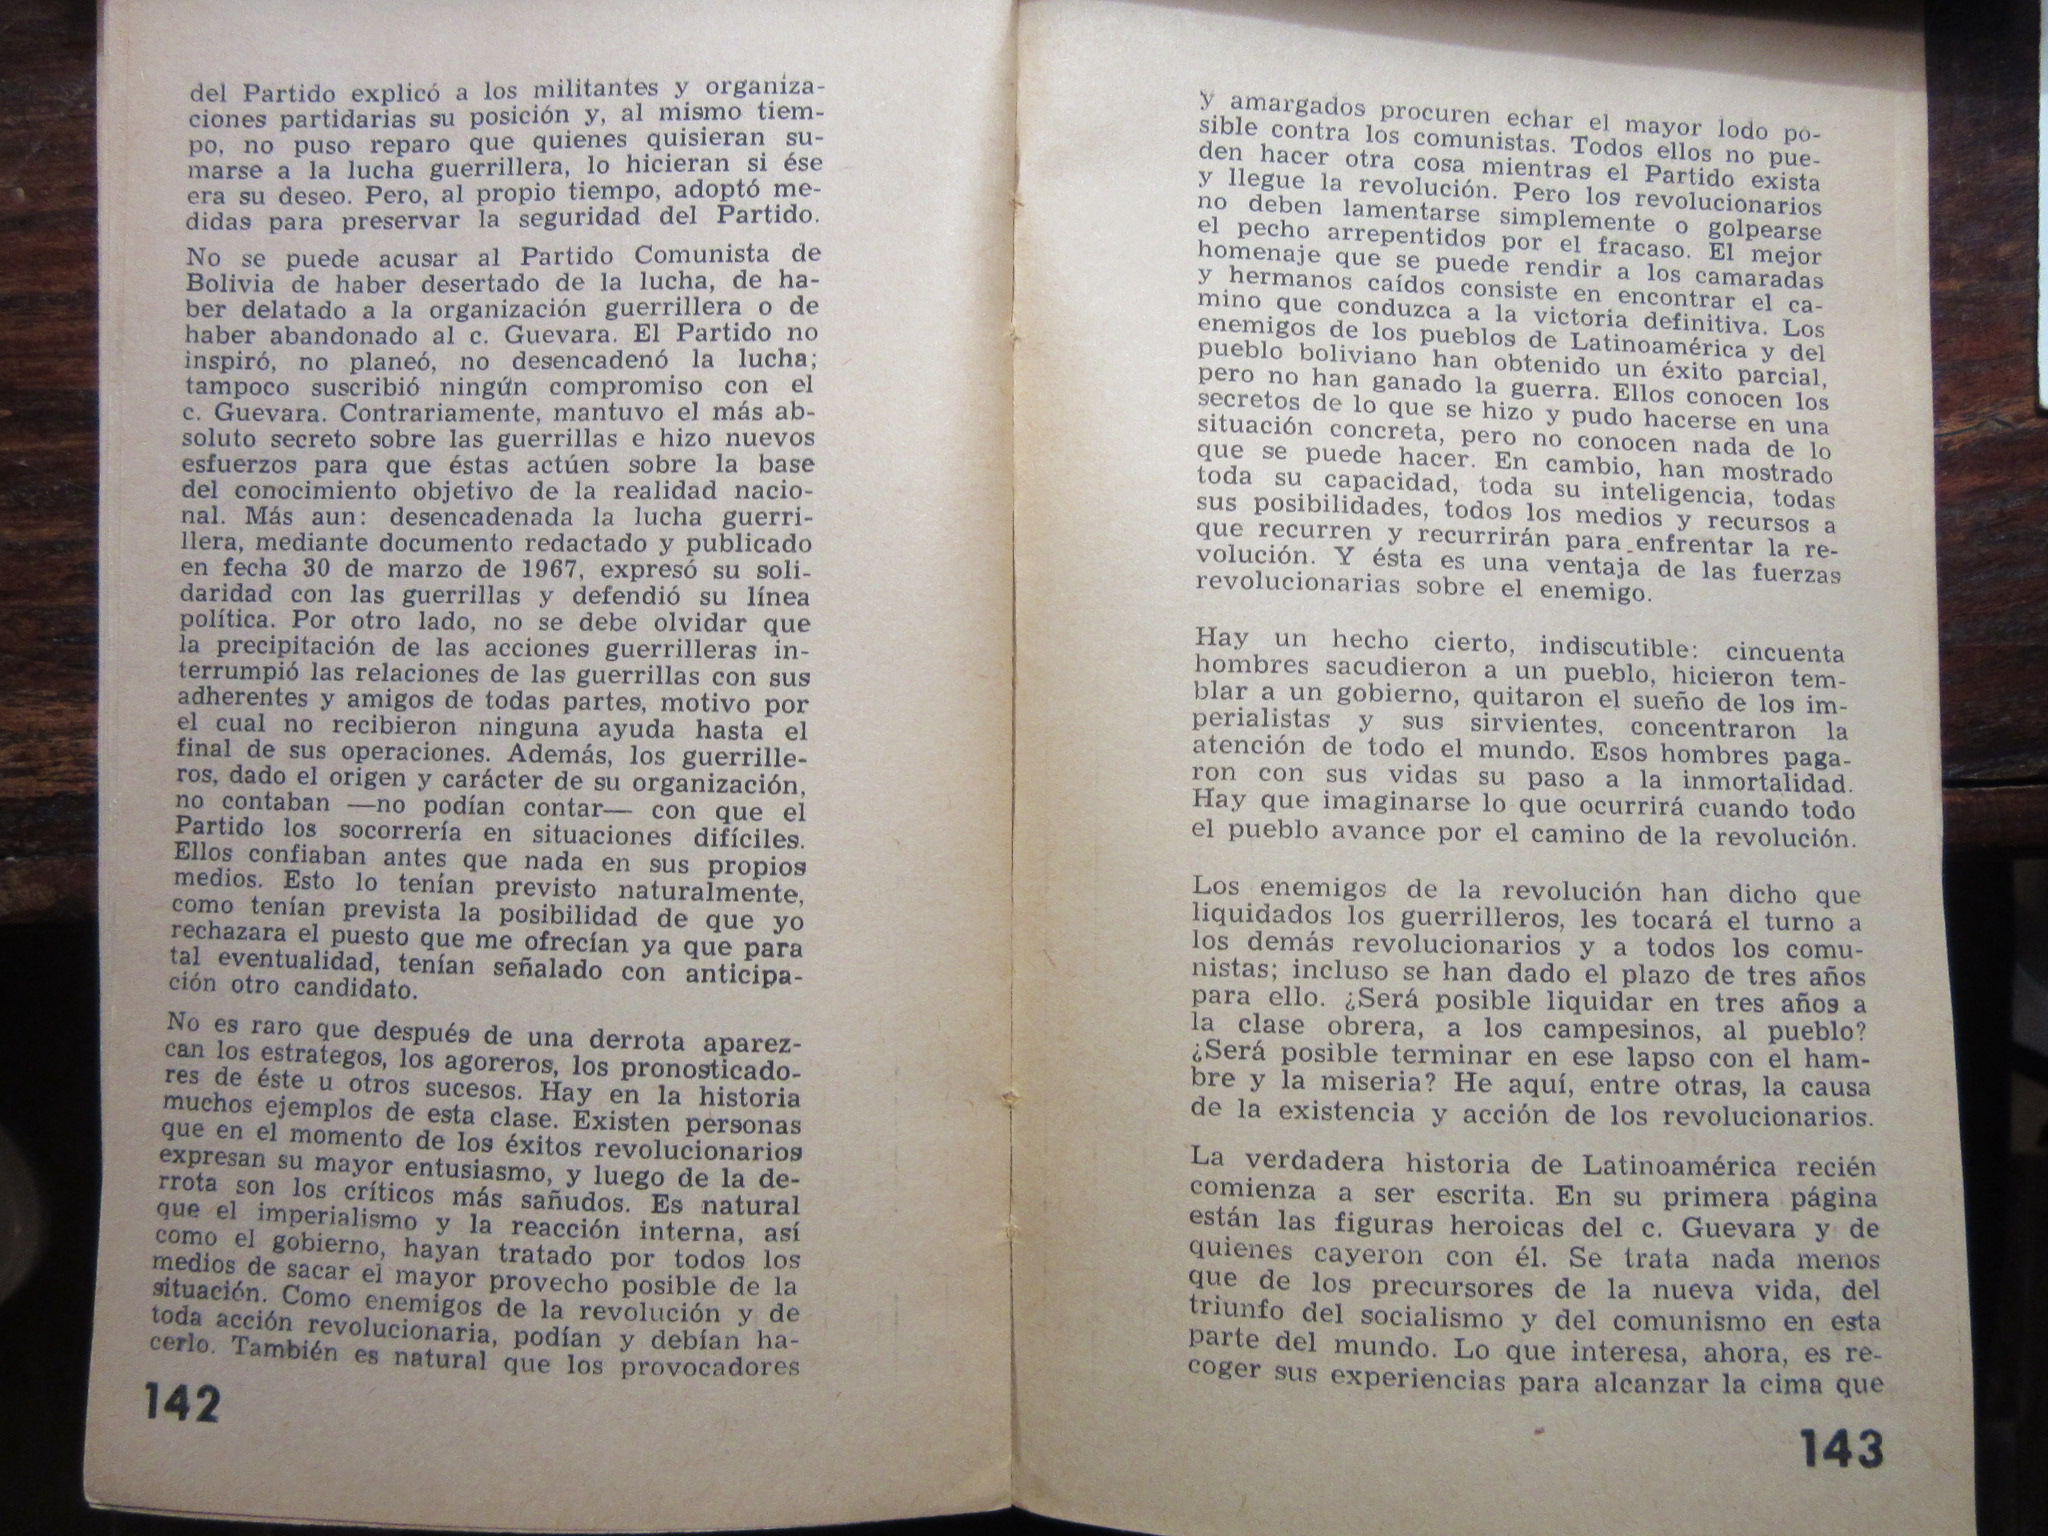 del Partido explicó a los militantes y organiza-
ciones partidarias su posición y, al mismo tiem-
po, no puso reparo que quienes quisieran su-
marse a la lucha guerrillera, lo hicieran si ése
era su deseo. Pero, al propio tiempo, adoptó me-
didas para preservar la seguridad del Partido.
No se puede acusar al Partido Comunista de
Bolivia de haber desertado de la lucha, de ha-
ber delatado a la organización guerrillera o de
haber abandonado al c. Guevara. El Partido no
inspiró, no planeó, no desencadenó la lucha;
tampoco suscribió ningún compromiso con el
c. Guevara. Contrariamente, mantuvo el más ab-
soluto secreto sobre las guerrillas e hizo nuevos
esfuerzos para que éstas actúen sobre la base
del conocimiento objetivo de la realidad nacio-
nal. Más aun: desencadenada la lucha guerri-
llera, mediante documento redactado y publicado
en fecha 30 de marzo de 1967, expresó su soli-
daridad con las guerrillas y defendió su línea
política. Por otro lado, no se debe olvidar que
la precipitación de las acciones guerrilleras in-
terrumpió las relaciones de las guerrillas con sus
adherentes y amigos de todas partes, motivo por
el cual no recibieron ninguna ayuda hasta el
final de sus operaciones. Además, los guerrille-
ros, dado el origen y carácter de su organización,
no contaban —no podían contar— con que el
Partido los socorrería en situaciones difíciles.
Ellos confiaban antes que nada en sus propios
medios. Esto lo tenían previsto naturalmente,
como tenían prevista la posibilidad de que yo
rechazara el puesto que me ofrecían ya que para
tal eventualidad, tenían señalado con anticipa-
ción otro candidato.
No es raro que después de una derrota aparez-
can los estrategos, los agoreros, los pronosticado-
res de éste u otros sucesos. Hay en la historia
muchos ejemplos de esta clase. Existen personas
que en el momento de los éxitos revolucionarios
expresan su mayor entusiasmo, y luego de la de-
rrota son los críticos más sañudos. Es natural
que el imperialismo y la reacción interna, así
como el gobierno, hayan tratado por todos los
medios de sacar el mayor provecho posible de la
situación. Como enemigos de la revolución y de
toda acción revolucionaria, podían y debían ha-
cerlo. También es natural que los provocadores
142
y amargados procuren echar el mayor lodo po-
sible contra los comunistas. Todos ellos no pue-
den hacer otra cosa mientras el Partido exista
y llegue la revolución. Pero los revolucionarios
no deben lamentarse simplemente o golpearse
el pecho arrepentidos por el fracaso. El mejor
homenaje que se puede rendir a los camaradas
y hermanos caídos consiste en encontrar el ca-
mino que conduzca a la victoria definitiva. Los
enemigos de los pueblos de Latinoamérica y del
pueblo boliviano han obtenido un éxito parcial,
pero no han ganado la guerra. Ellos conocen los
secretos de lo que se hizo y pudo hacerse en una
situación concreta, pero no conocen nada de lo
que se puede hacer. En cambio, han mostrado
toda su capacidad, toda su inteligencia, todas
sus posibilidades, todos los medios y recursos a
que recurren y recurrirán para enfrentar la re-
volución. Y ésta es una ventaja de las fuerzas
revolucionarias sobre el enemigo.
Hay un hecho cierto, indiscutible: cincuenta
hombres sacudieron a un pueblo, hicieron tem-
blar a un gobierno, quitaron el sueño de los im-
perialistas y sus sirvientes, concentraron la
atención de todo el mundo. Esos hombres paga-
ron con sus vidas su paso a la inmortalidad.
Hay que imaginarse lo que ocurrirá cuando todo
el pueblo avance por el camino de la revolución.
Los enemigos de la revolución han dicho que
liquidados los guerrilleros, les tocará el turno a
los demás revolucionarios y a todos los comu-
nistas; incluso se han dado el plazo de tres años
para ello. ¿Será posible liquidar en tres años a
la clase obrera, a los campesinos, al pueblo?
¿Será posible terminar en ese lapso con el ham-
bre y la miseria? He aquí, entre otras, la causa
de la existencia y acción de los revolucionarios.
La verdadera historia de Latinoamérica recién
comienza a ser escrita. En su primera página
están las figuras heroicas del c. Guevara y de
quienes cayeron con él. Se trata nada menos
que de los precursores de la nueva vida, del
triunfo del socialismo y del comunismo en esta
parte del mundo. Lo que interesa, ahora, es re-
coger sus experiencias para alcanzar la cima que
143